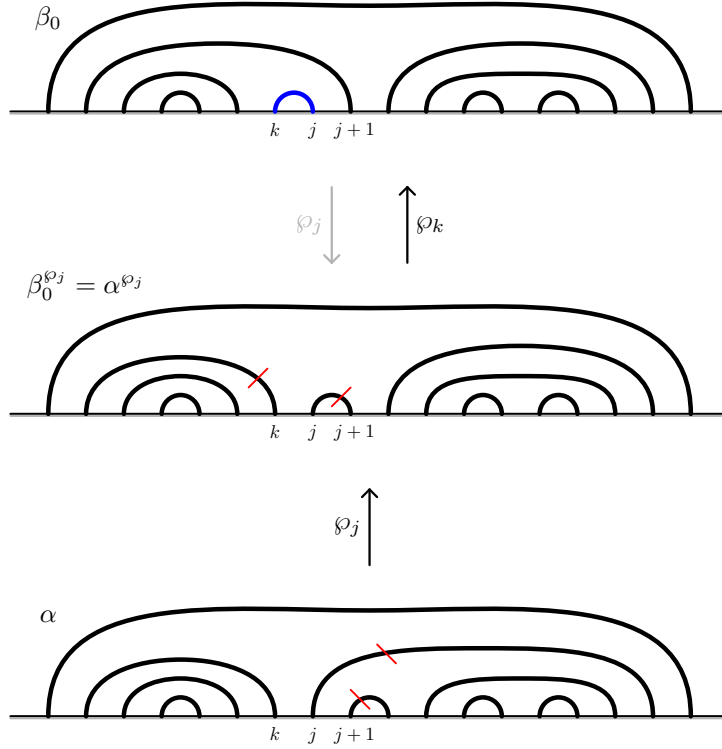 β₀
k j j + 1
℘ⱼ ℘ₖ
β₀^℘ⱼ = α^℘ⱼ
k j j + 1
℘ⱼ
α
k j j + 1